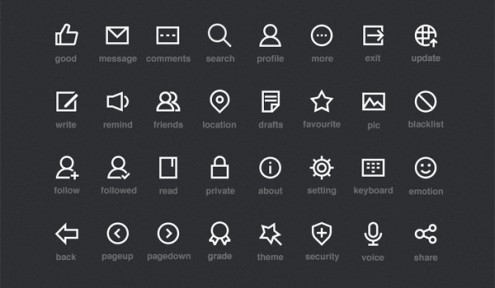 good message comments search profile more exit update
write remind friends location drafts favourite pic blacklist
follow followed read private about setting keyboard emotion
back pageup pagedown grade theme security voice share